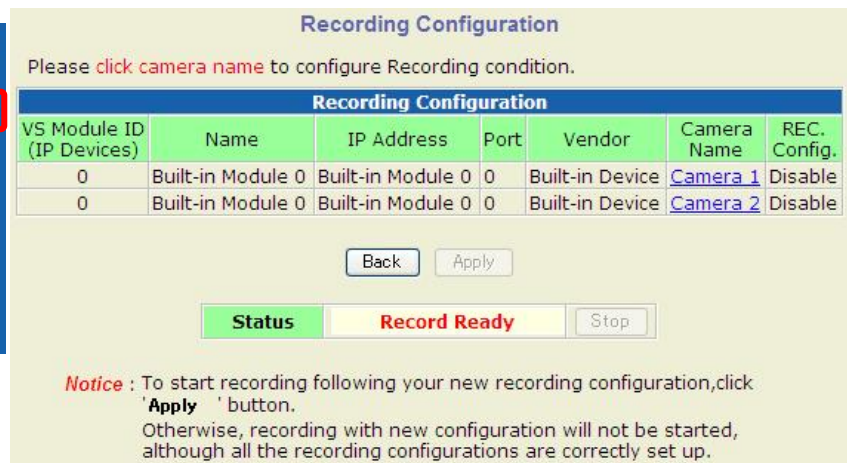 Recording Configuration
Please click camera name to configure Recording condition.
Recording Configuration
VS Module ID (IP Devices) Name IP Address Port Vendor Camera Name REC. Config.
0 Built-in Module 0 Built-in Module 0 0 Built-in Device Camera 1 Disable
0 Built-in Module 0 Built-in Module 0 0 Built-in Device Camera 2 Disable
Back Apply
Status Record Ready Stop
Notice : To start recording following your new recording configuration,click
'Apply ' button.
Otherwise, recording with new configuration will not be started,
although all the recording configurations are correctly set up.